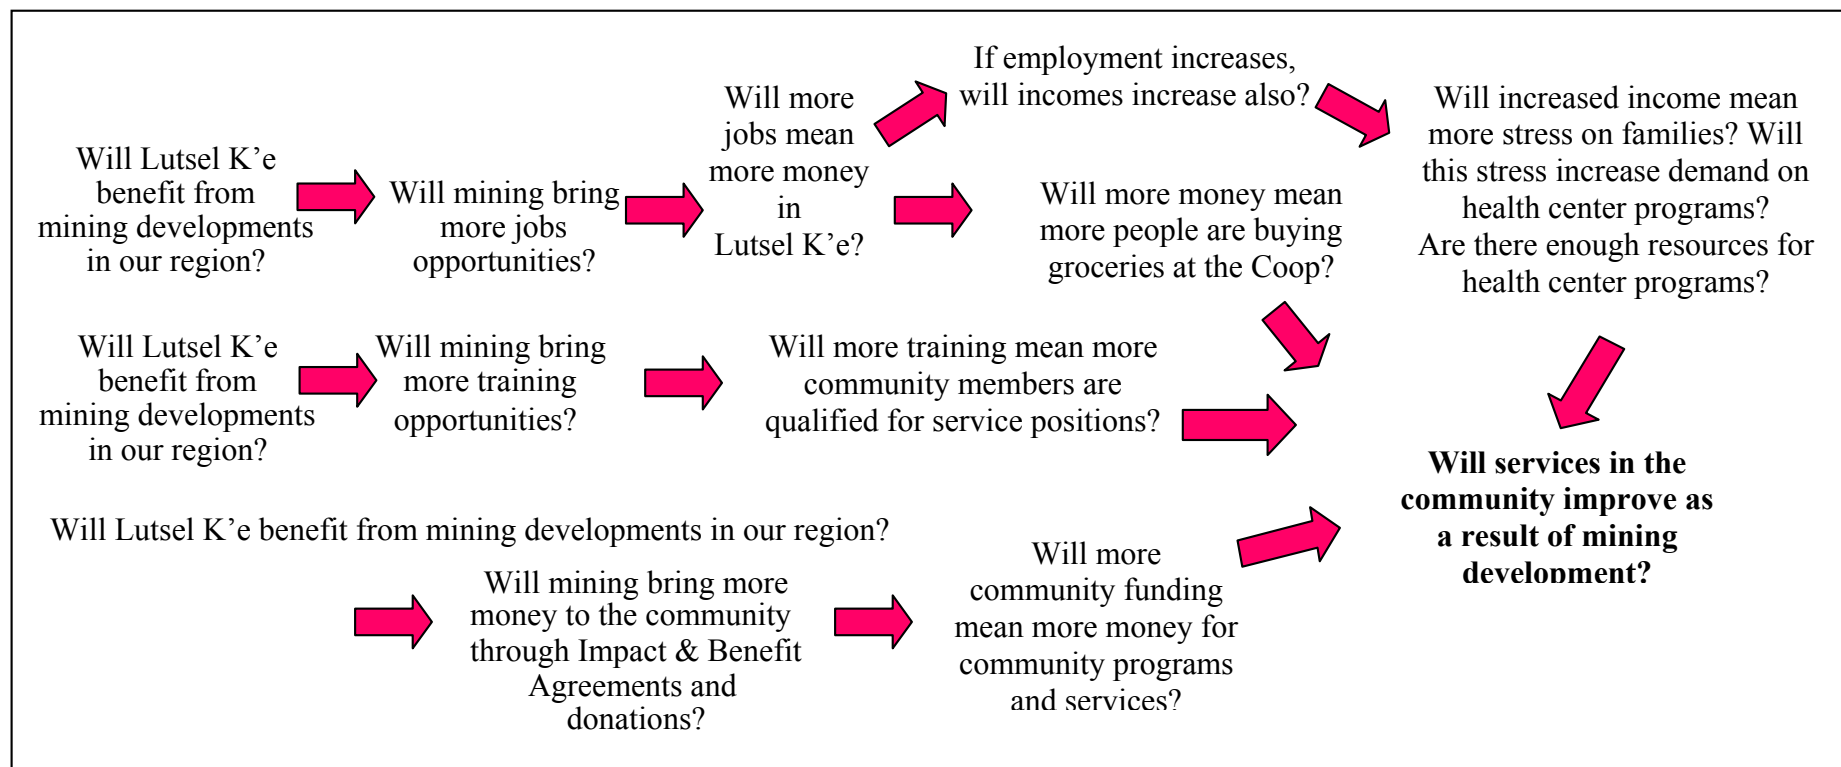 Will Lutsel K’e
benefit from
mining developments
in our region?
Will mining bring
more jobs
opportunities?
Will more
jobs mean
more money
in
Lutsel K’e?
If employment increases,
will incomes increase also?
Will more money mean
more people are buying
groceries at the Coop?
Will increased income mean
more stress on families? Will
this stress increase demand on
health center programs?
Are there enough resources for
health center programs?
Will Lutsel K’e
benefit from
mining developments
in our region?
Will mining bring
more training
opportunities?
Will more training mean more
community members are
qualified for service positions?
Will Lutsel K’e benefit from mining developments in our region?
Will mining bring more
money to the community
through Impact & Benefit
Agreements and
donations?
Will more
community funding
mean more money for
community programs
and services?
Will services in the
community improve as
a result of mining
development?